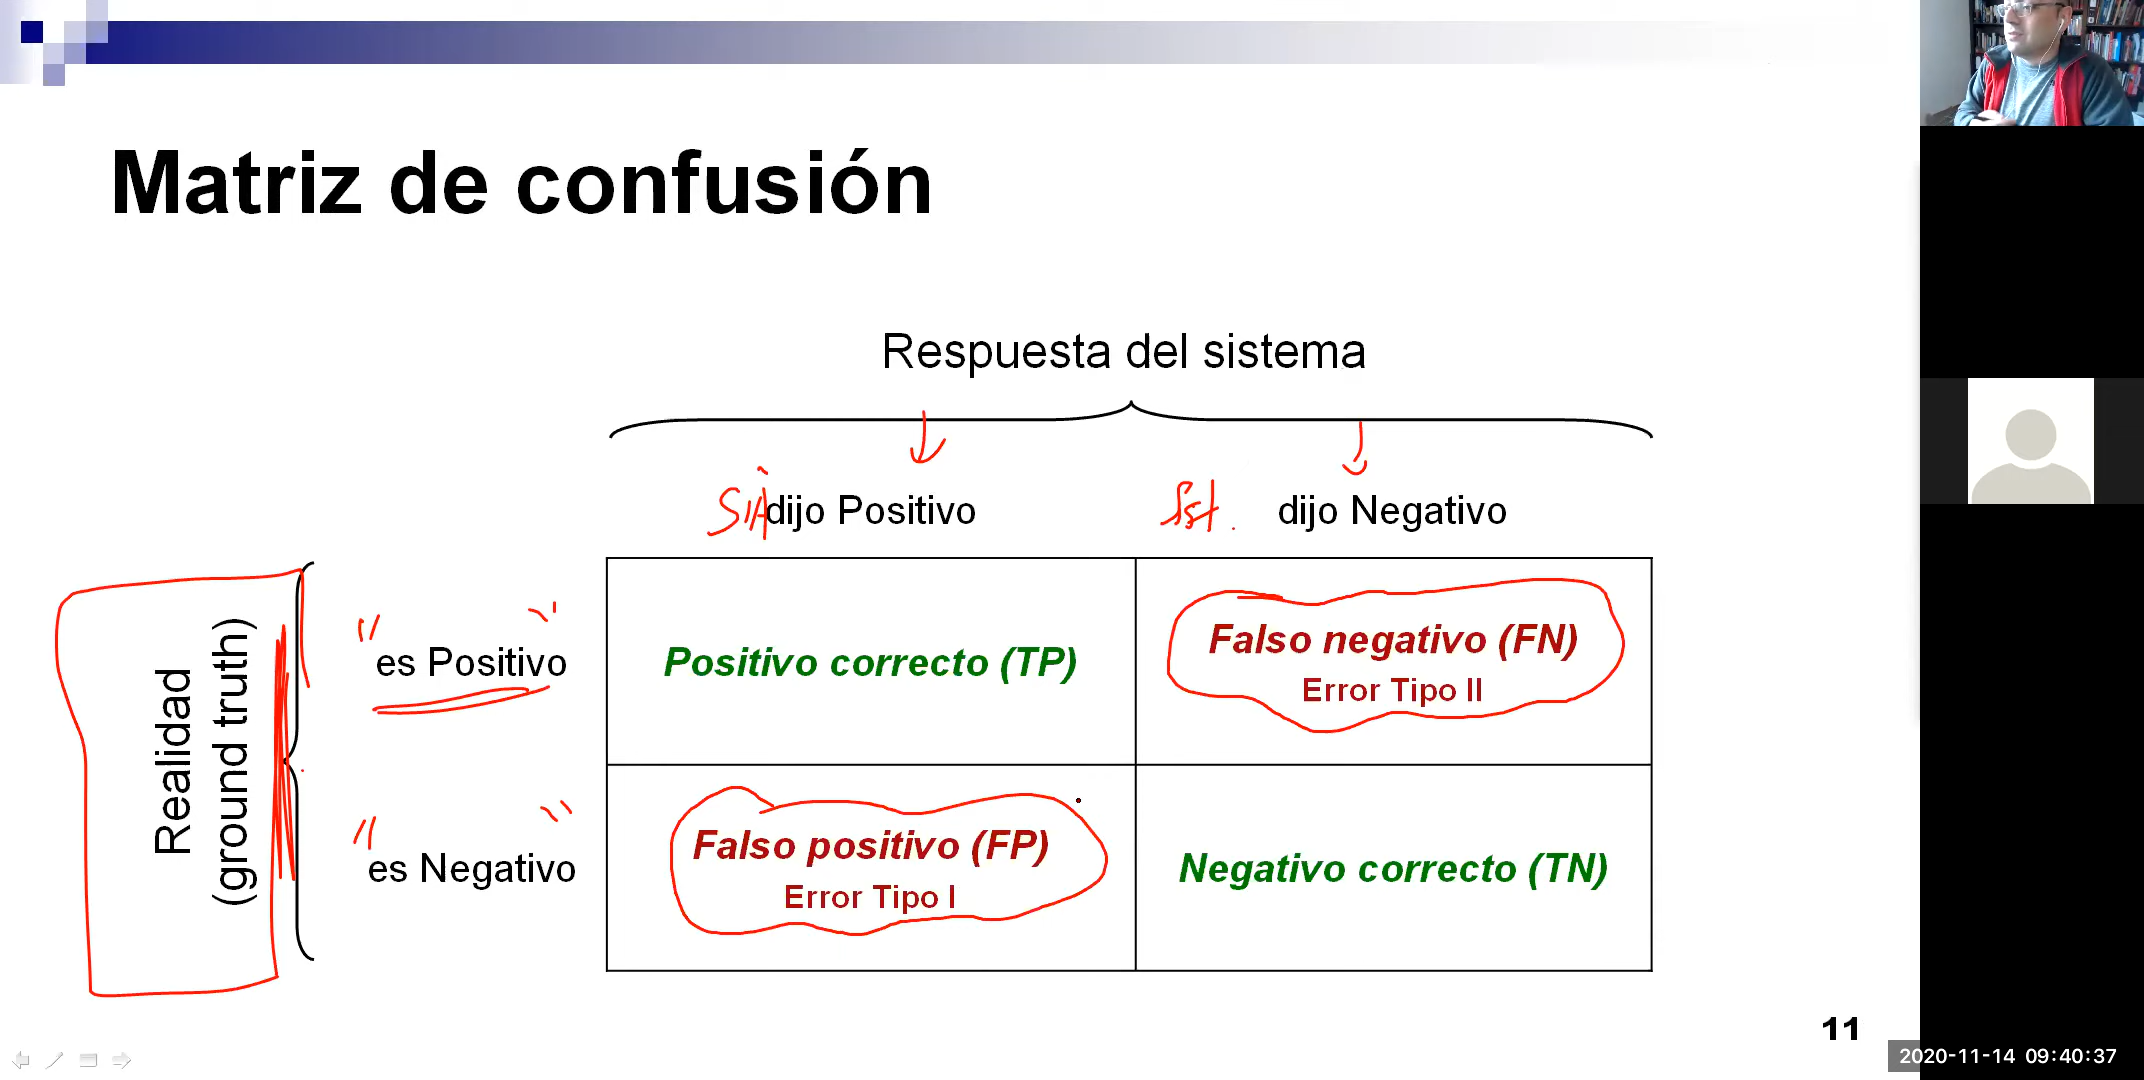 Matriz de confusión
Respuesta del sistema
dijo Positivo
dijo Negativo
Realidad
(ground truth)
"es Positivo"
Positivo correcto (TP)
Falso negativo (FN)
Error Tipo II
"es Negativo"
Falso positivo (FP)
Error Tipo I
Negativo correcto (TN)
11
2020-11-14 09:40:37